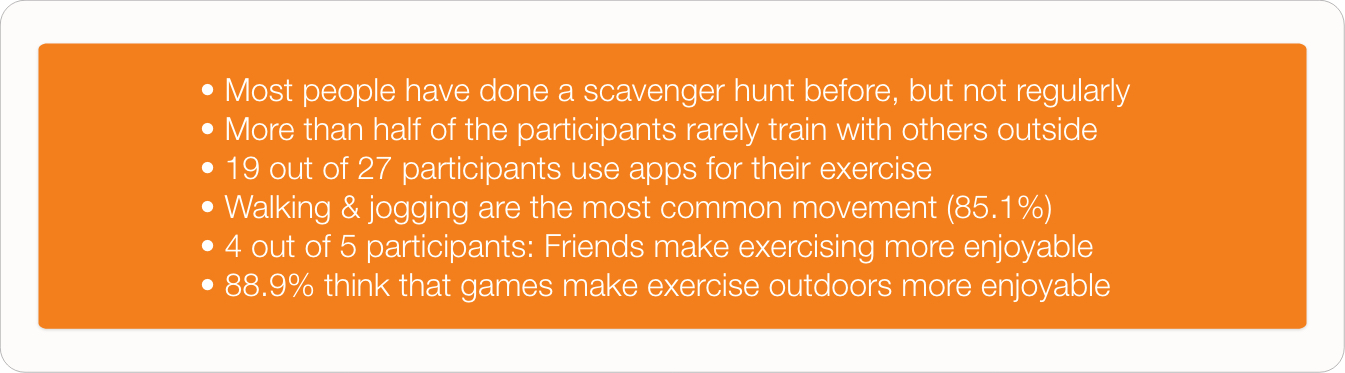 • Most people have done a scavenger hunt before, but not regularly
• More than half of the participants rarely train with others outside
• 19 out of 27 participants use apps for their exercise
• Walking & jogging are the most common movement (85.1%)
• 4 out of 5 participants: Friends make exercising more enjoyable
• 88.9% think that games make exercise outdoors more enjoyable